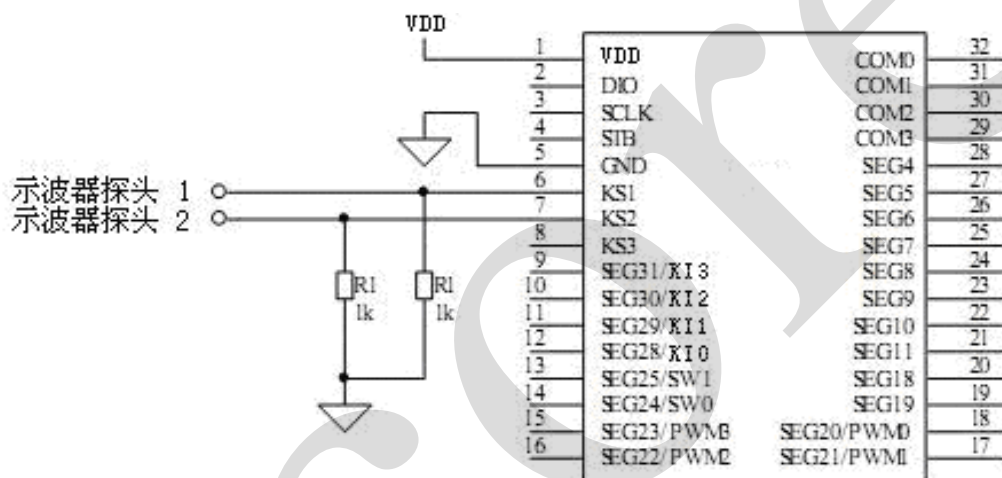 VDD
1 VDD COM0 32
2 DIO COM1 31
3 SCLK COM2 30
4 STB COM3 29
5 GND SEG4 28
示波器探头 1 6 KS1 SEG5 27
示波器探头 2 7 KS2 SEG6 26
8 KS3 SEG7 25
9 SEG31/KI3 SEG8 24
10 SEG30/KI2 SEG9 23
11 SEG29/KI1 SEG10 22
12 SEG28/KI0 SEG11 21
13 SEG25/SW1 SEG18 20
14 SEG24/SW0 SEG19 19
15 SEG23/PWM3 SEG20/PWM0 18
16 SEG22/PWM2 SEG21/PWM1 17
R1 R1
1k 1k